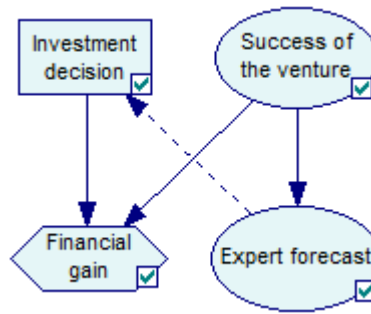 Investment
decision
Success of
the venture
Financial
gain
Expert forecast